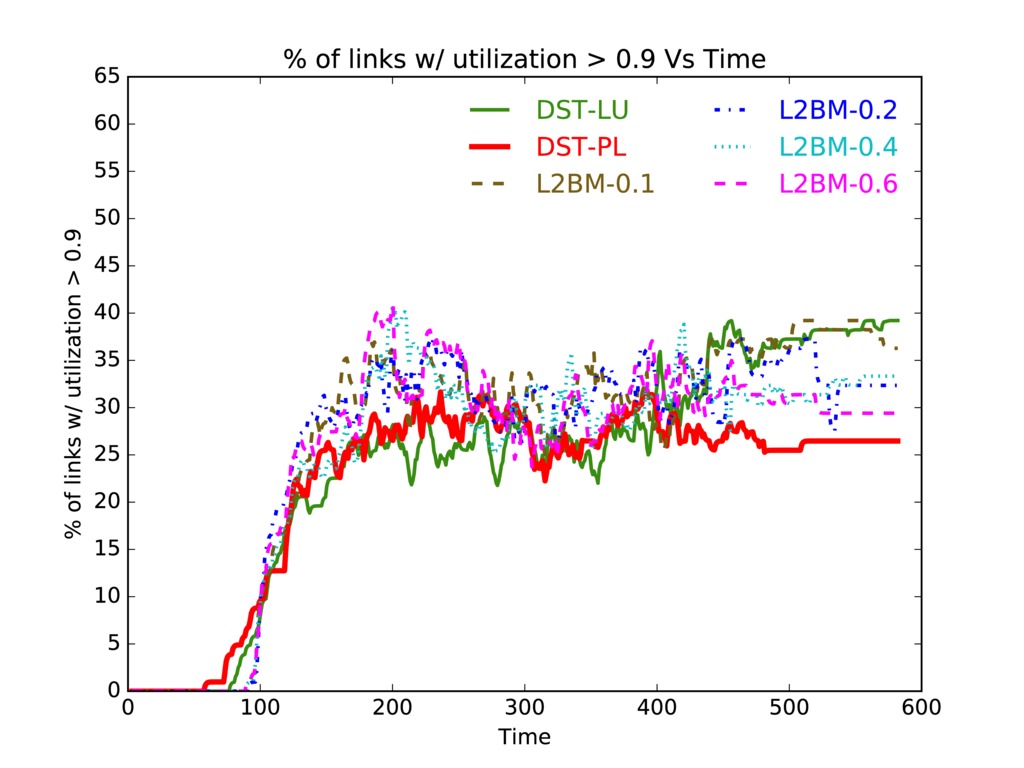 % of links w/ utilization > 0.9 Vs Time
65
60
55
50
45
40
35
30
25
20
15
10
5
0
% of links w/ utilization > 0.9
DST-LU
DST-PL
L2BM-0.1
L2BM-0.2
L2BM-0.4
L2BM-0.6
0 100 200 300 400 500 600
Time